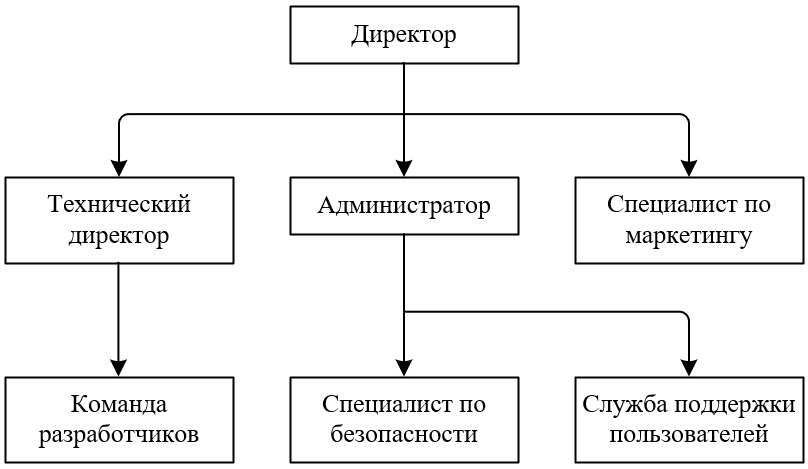 Директор
Технический
директор
Администратор
Специалист по
маркетингу
Команда
разработчиков
Специалист по
безопасности
Служба поддержки
пользователей